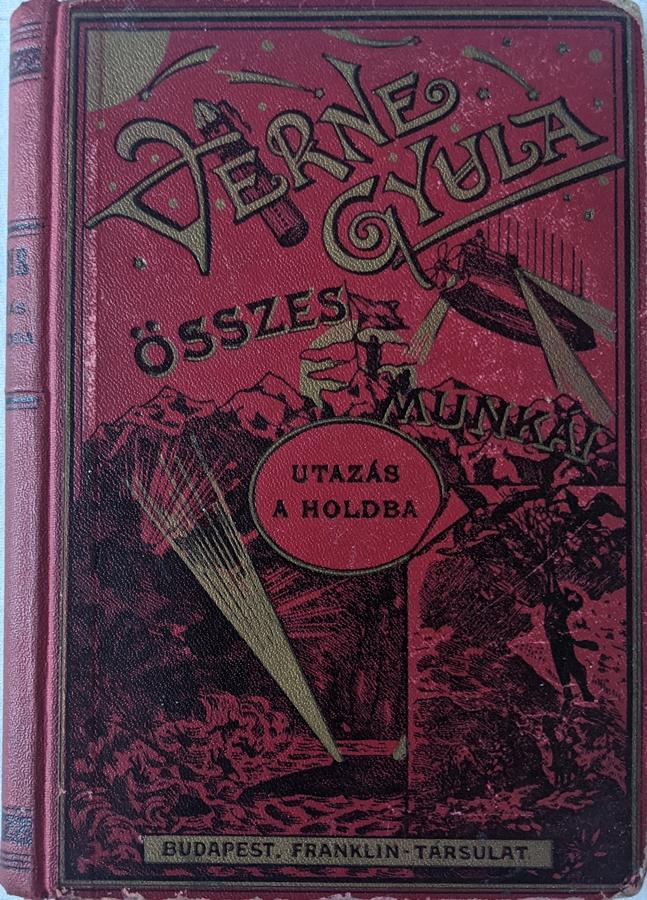 VERNE
GYULA
ÖSSZES
MUNKÁI
UTAZÁS
A HOLDBA
BUDAPEST, FRANKLIN-TÁRSULAT